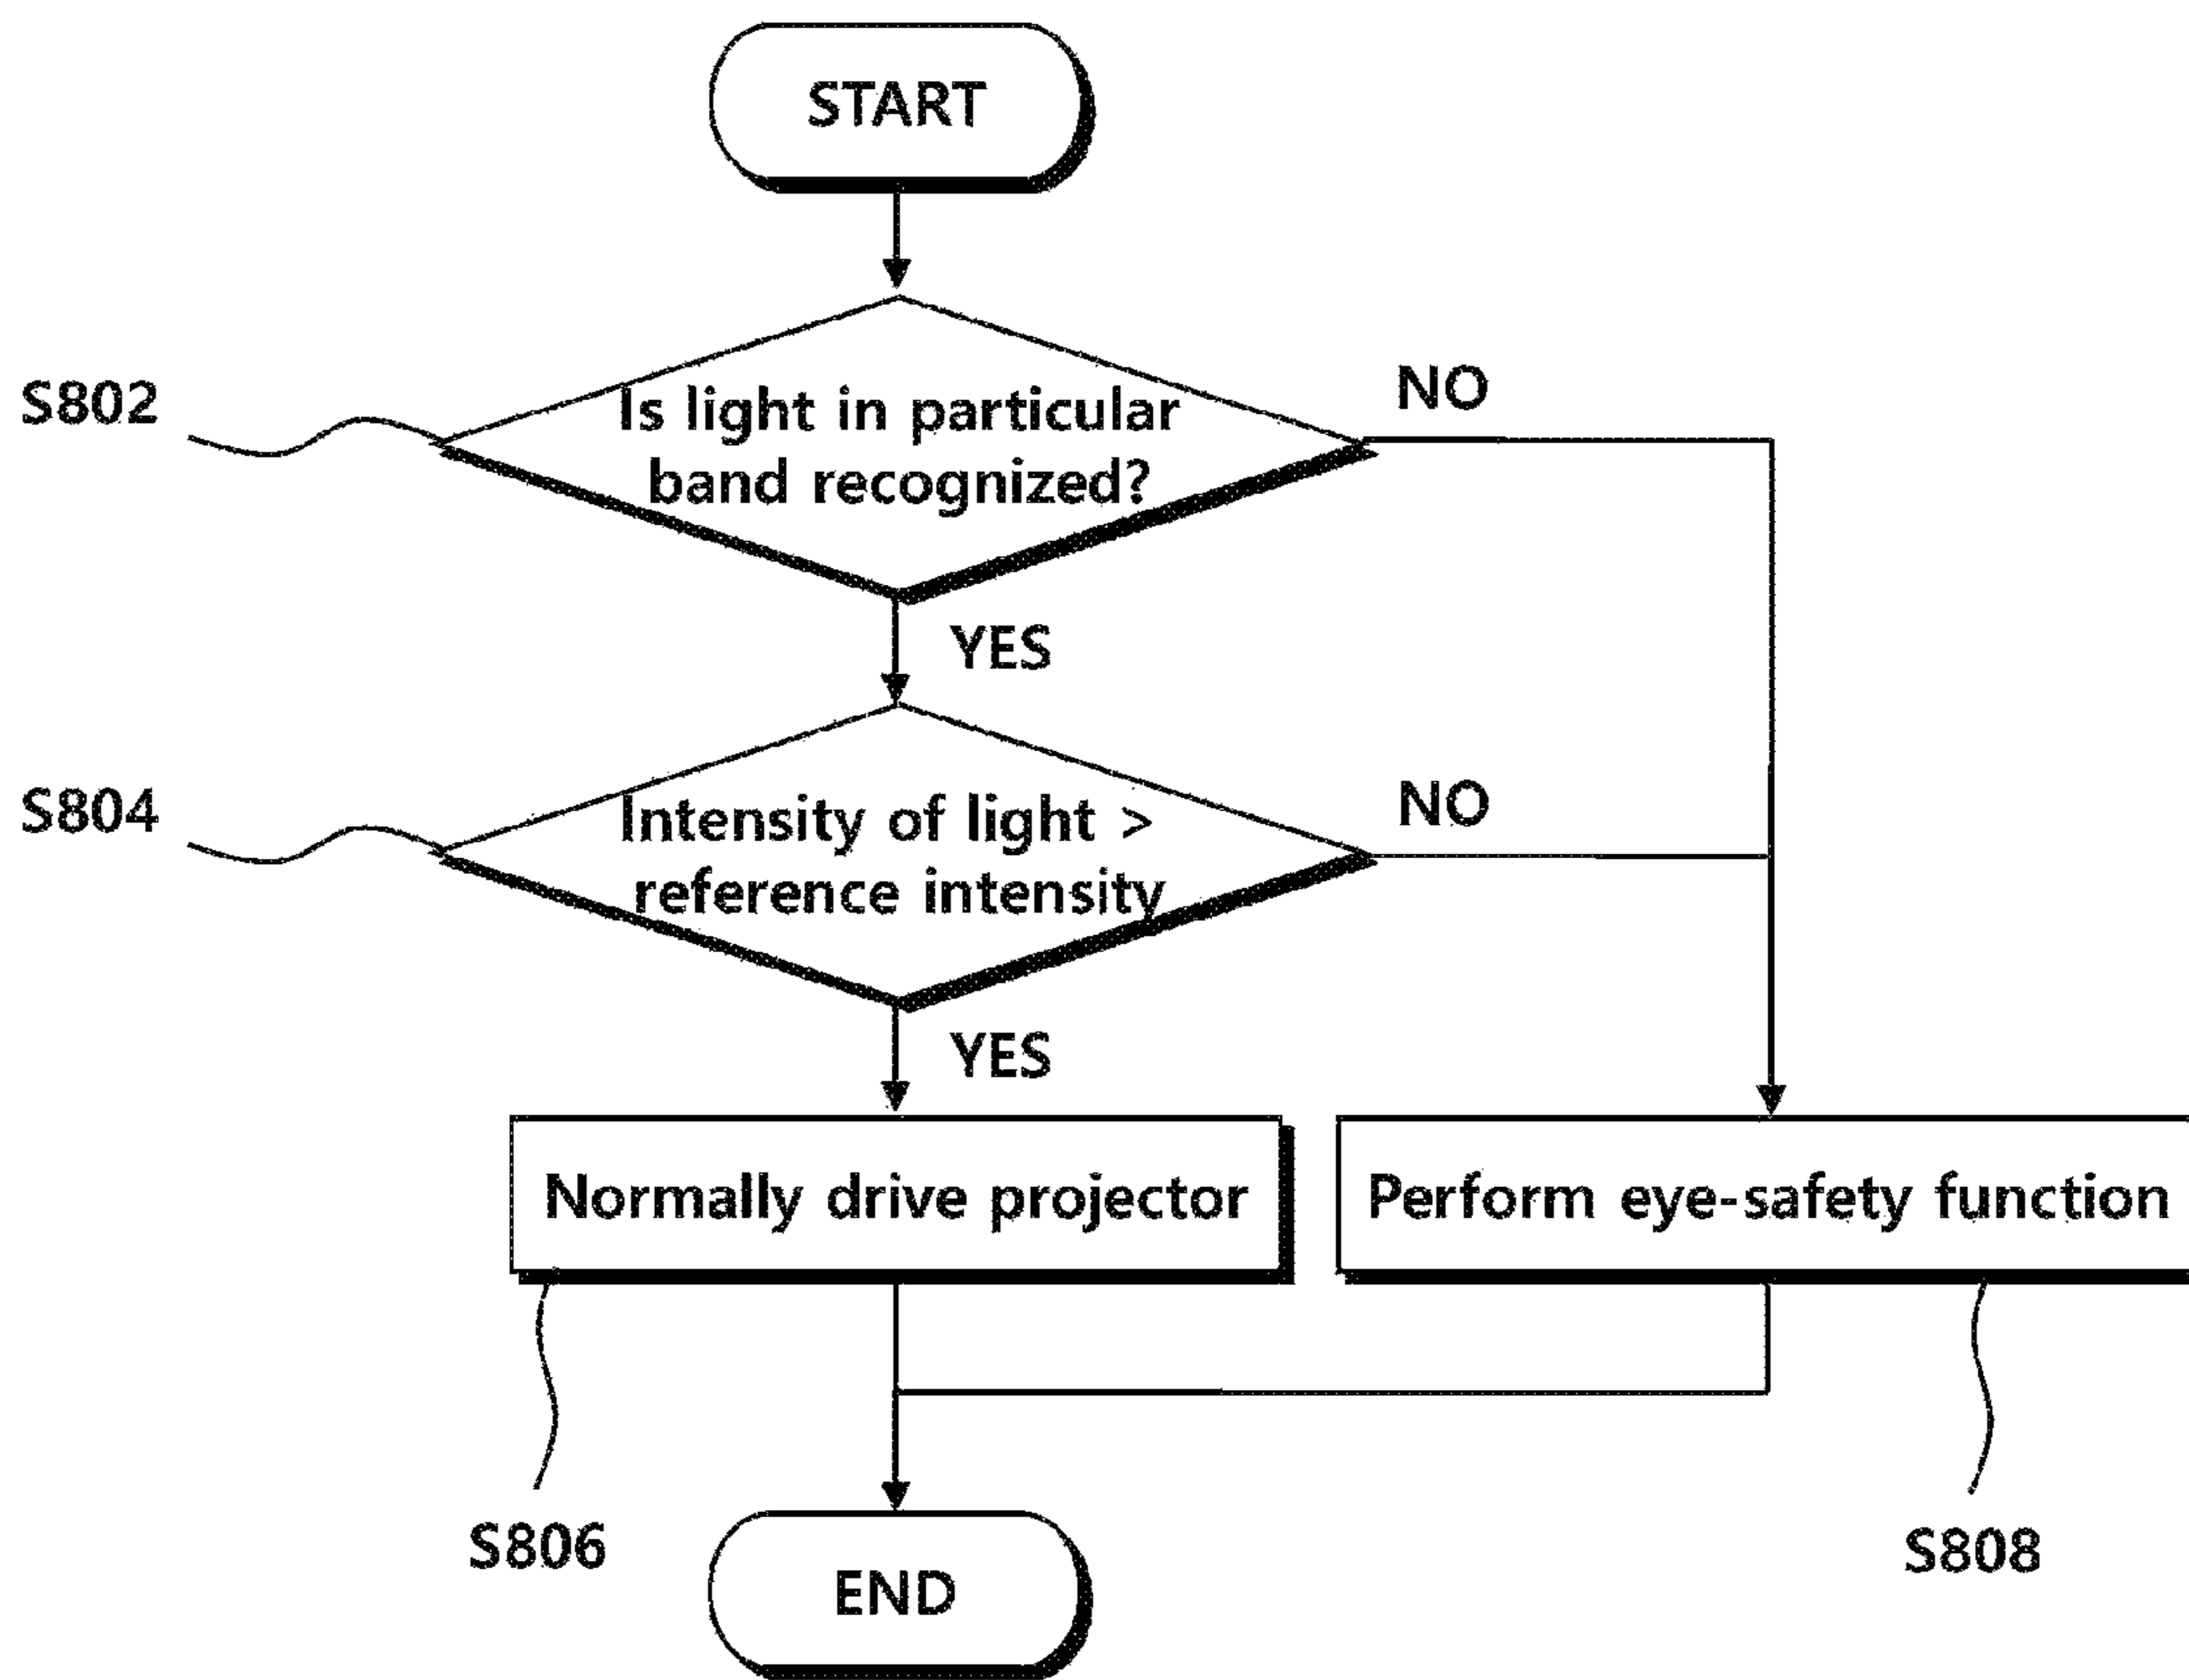 START
S802
Is light in particular
band recognized?
NO
YES
S804
Intensity of light >
reference intensity
NO
YES
Normally drive projector
Perform eye-safety function
S806
S808
END